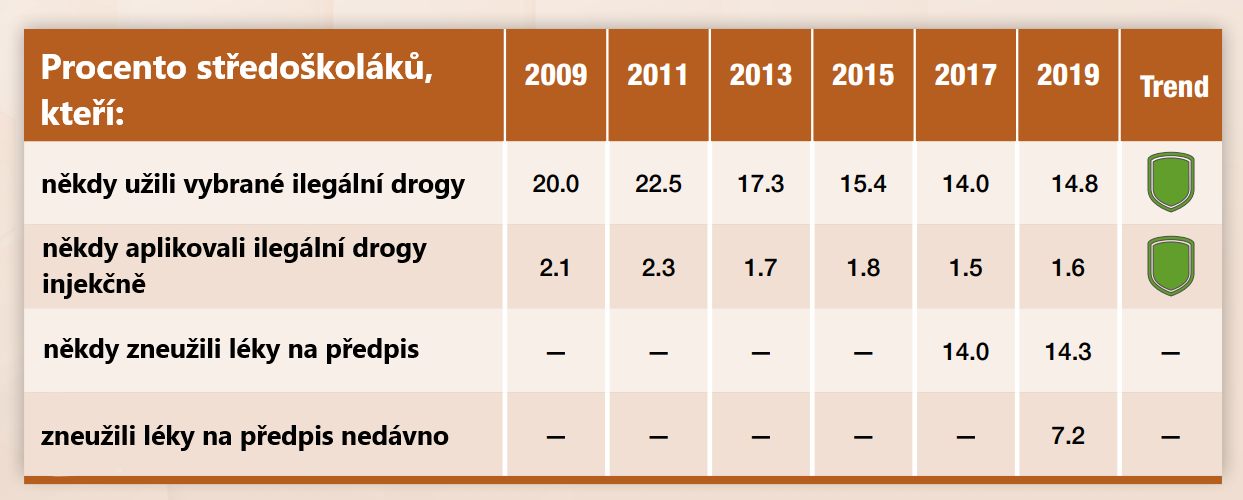 Procento středoškoláků, kteří: 2009 2011 2013 2015 2017 2019 Trend
někdy užili vybrané ilegální drogy 20.0 22.5 17.3 15.4 14.0 14.8
někdy aplikovali ilegální drogy injekčně 2.1 2.3 1.7 1.8 1.5 1.6
někdy zneužili léky na předpis – – – – 14.0 14.3 –
zneužili léky na předpis nedávno – – – – – 7.2 –